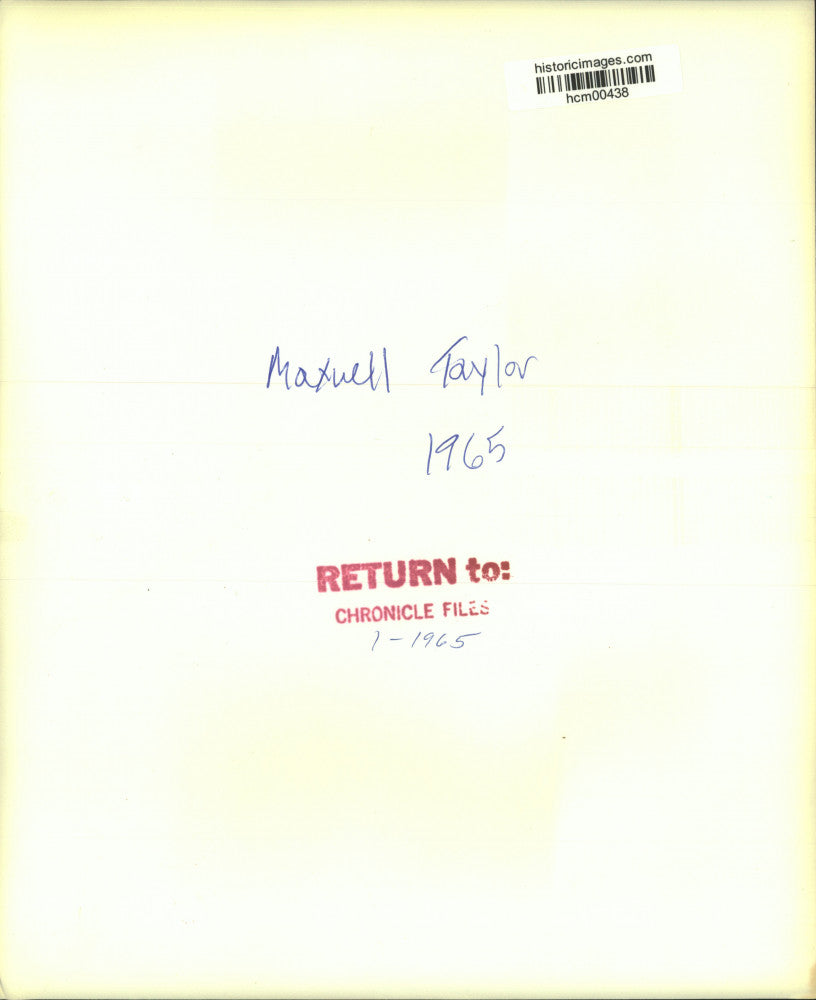 historicimages.com
hcm00438
Maxwell Taylor
1965
RETURN to:
CHRONICLE FILES
7-1965